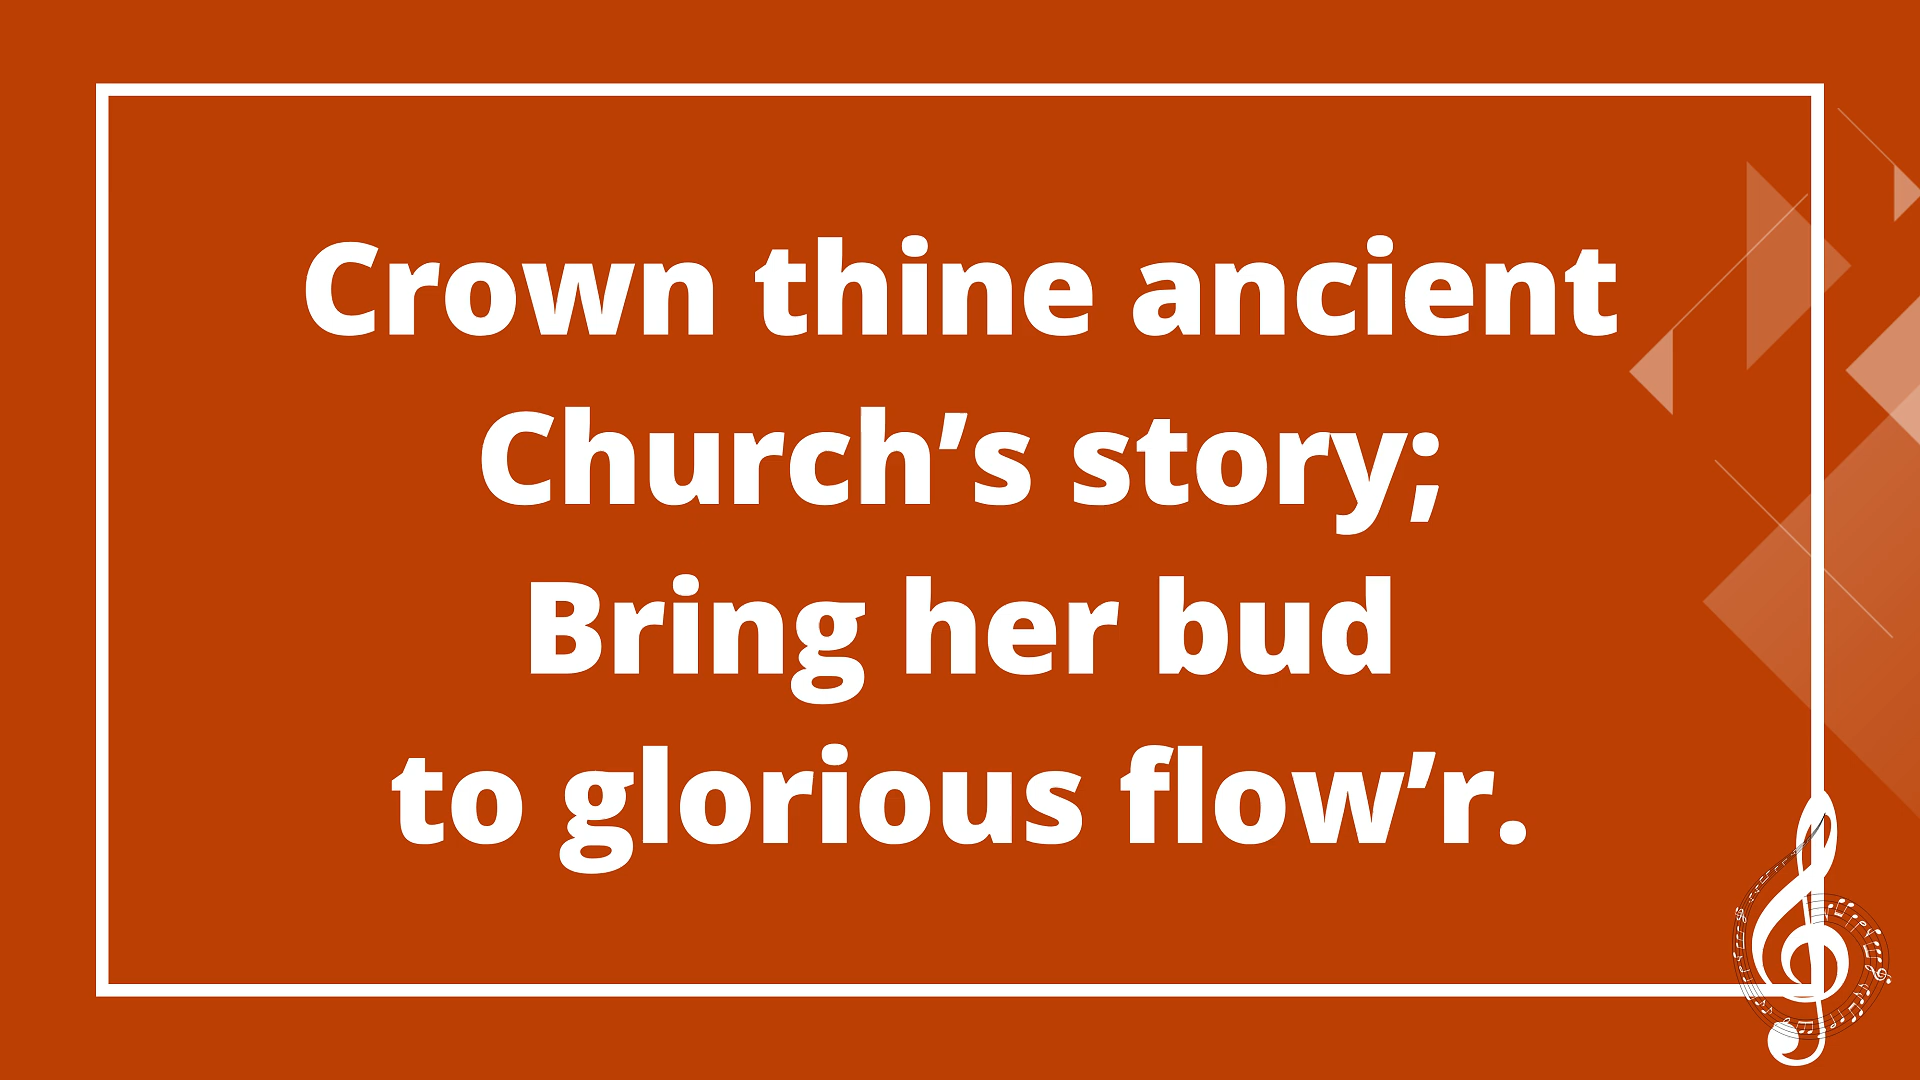 Crown thine ancient
Church’s story;
Bring her bud
to glorious flow’r.